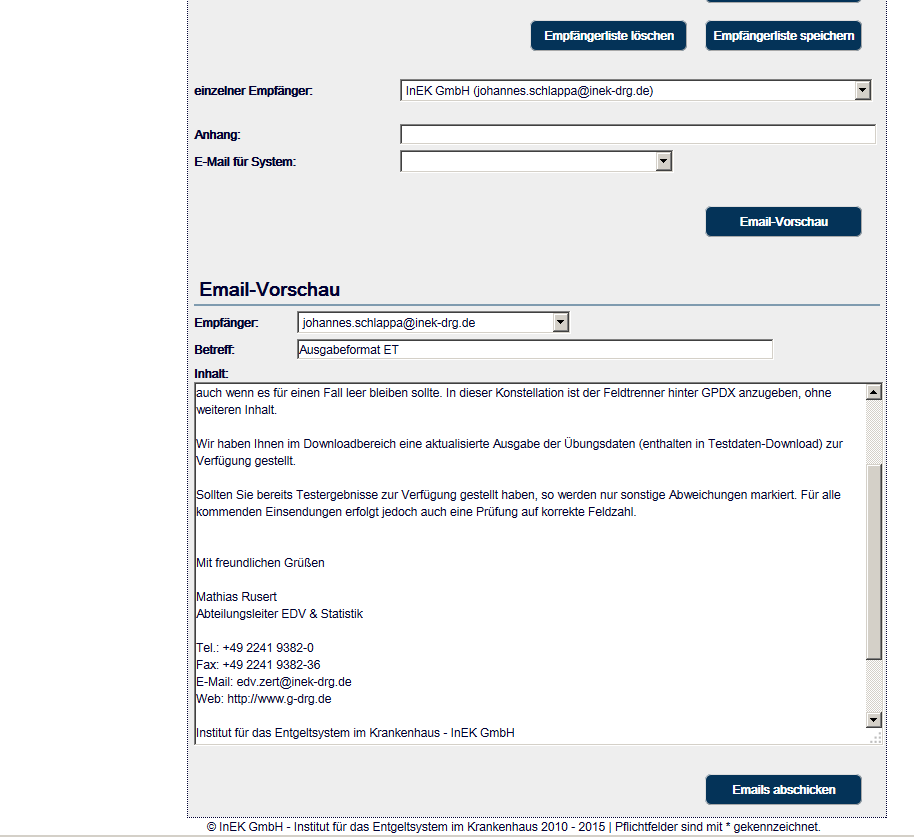 Empfängerliste löschen Empfängerliste speichern
einzelner Empfänger: InEK GmbH (johannes.schlappa@inek-drg.de)
Anhang:
E-Mail für System:
Email-Vorschau
Email-Vorschau
Empfänger: johannes.schlappa@inek-drg.de
Betreff: Ausgabeformat ET
Inhalt:
auch wenn es für einen Fall leer bleiben sollte. In dieser Konstellation ist der Feldtrenner hinter GPDX anzugeben, ohne
weiteren Inhalt.
Wir haben Ihnen im Downloadbereich eine aktualisierte Ausgabe der Übungsdaten (enthalten in Testdaten-Download) zur
Verfügung gestellt.
Sollten Sie bereits Testergebnisse zur Verfügung gestellt haben, so werden nur sonstige Abweichungen markiert. Für alle
kommenden Einsendungen erfolgt jedoch auch eine Prüfung auf korrekte Feldzahl.
Mit freundlichen Grüßen
Mathias Rusert
Abteilungsleiter EDV & Statistik
Tel.: +49 2241 9382-0
Fax: +49 2241 9382-36
E-Mail: edv.zert@inek-drg.de
Web: http://www.g-drg.de
Institut für das Entgeltsystem im Krankenhaus - InEK GmbH
Emails abschicken
© InEK GmbH - Institut für das Entgeltsystem im Krankenhaus 2010 - 2015 | Pflichtfelder sind mit * gekennzeichnet.